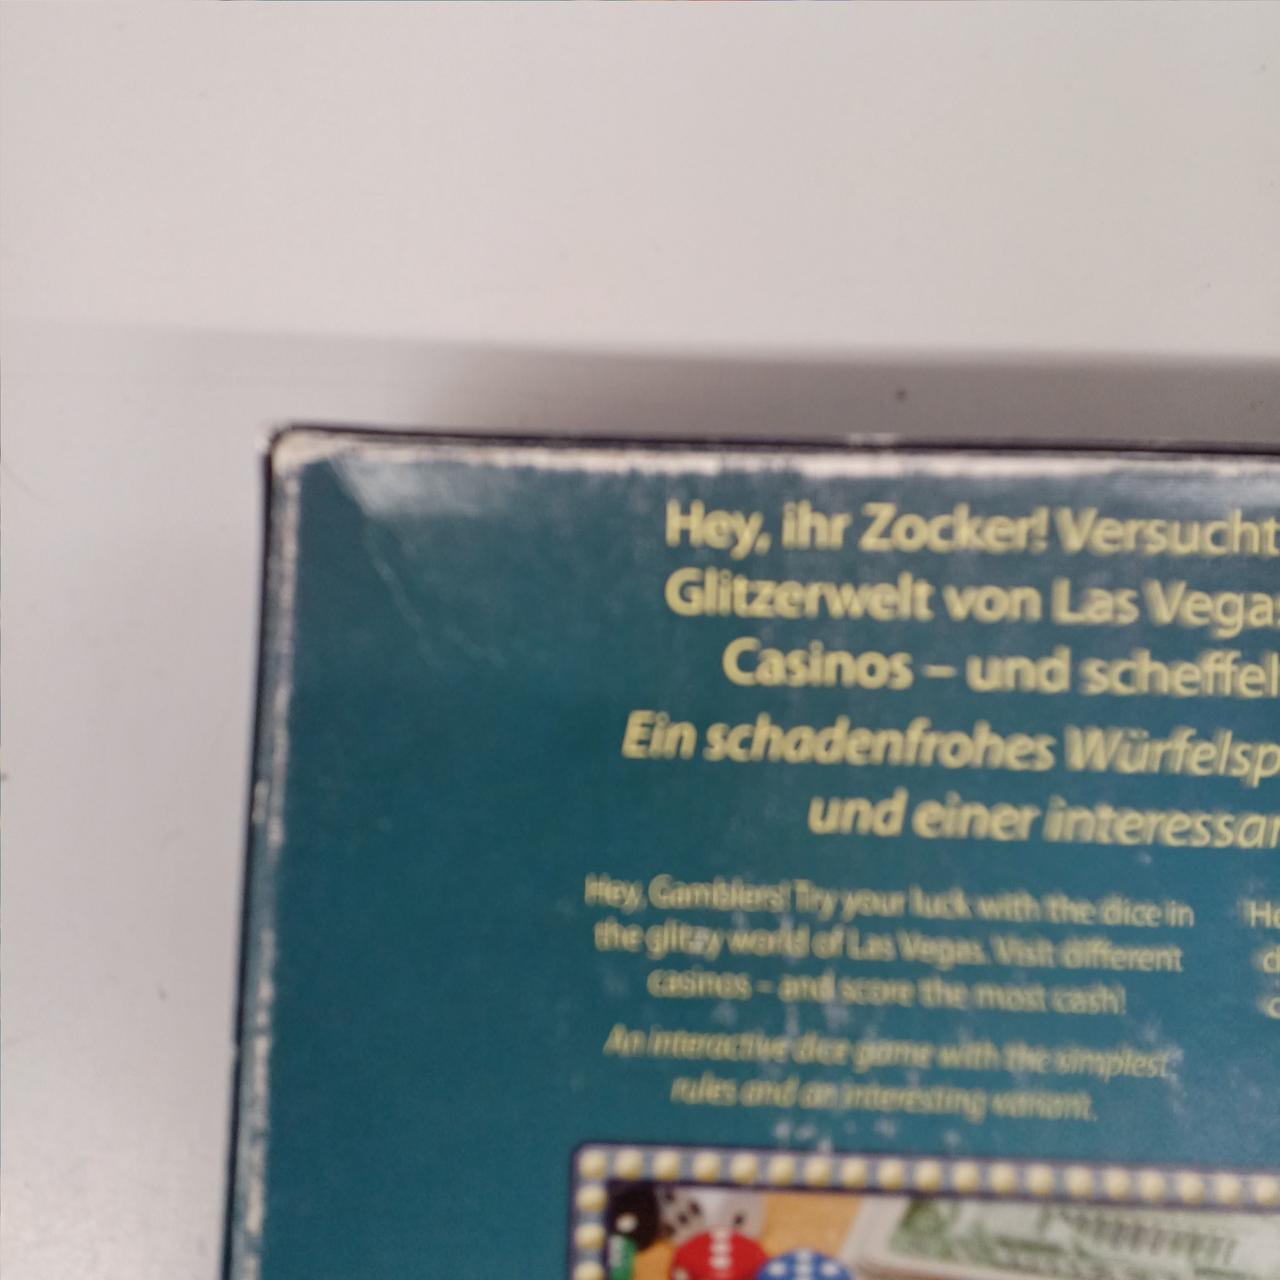 Hey, ihr Zocker! Versucht
Glitzerwelt von Las Vegas
Casinos – und scheffel
Ein schadenfrohes Würfelsp
und einer interessan
Hey, Gamblers! Try your luck with the dice in
the glitzy world of Las Vegas. Visit different
casinos – and score the most cash!
An interactive dice game with the simplest
rules and an interesting variant.